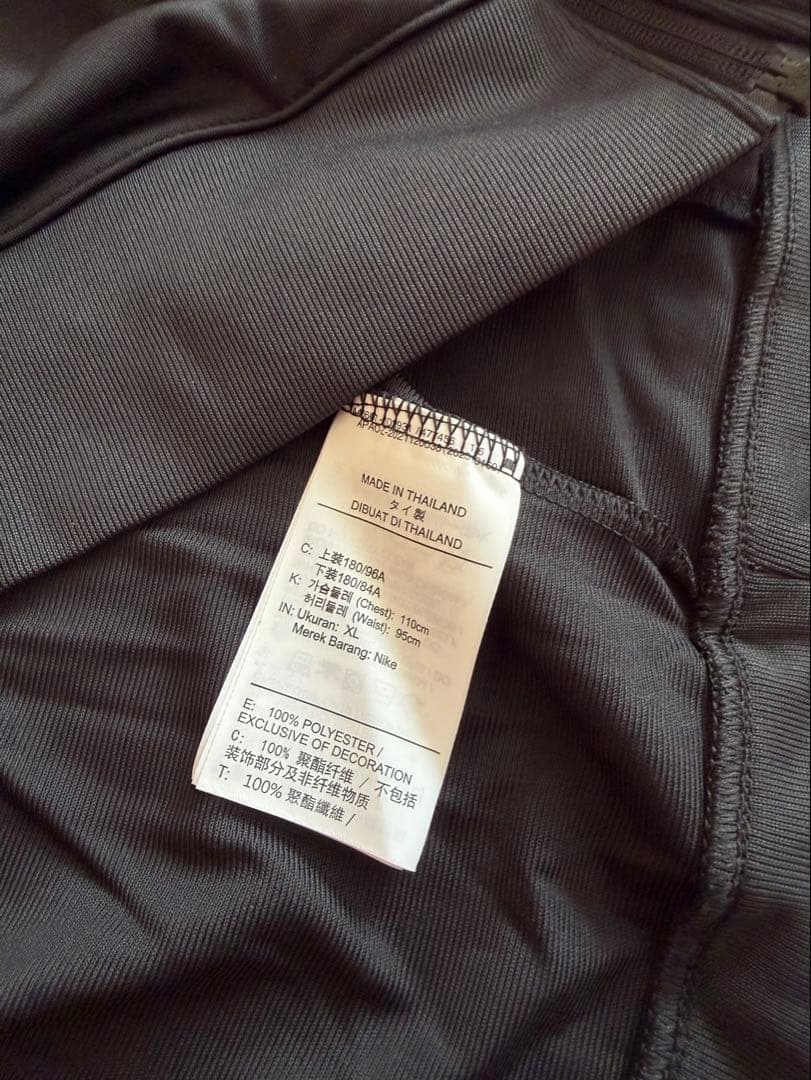 MADE IN THAILAND
タイ製
DIBUAT DI THAILAND
C: 上装180/96A
下装180/84A
K: 가슴둘레 (Chest): 110cm
허리둘레 (Waist): 95cm
IN: Ukuran: XL
Merek Barang: Nike
E: 100% POLYESTER /
EXCLUSIVE OF DECORATION
C: 100% 聚酯纤维 / 不包括
装饰部分及非纤维物质
T: 100% 聚酯纖維 /